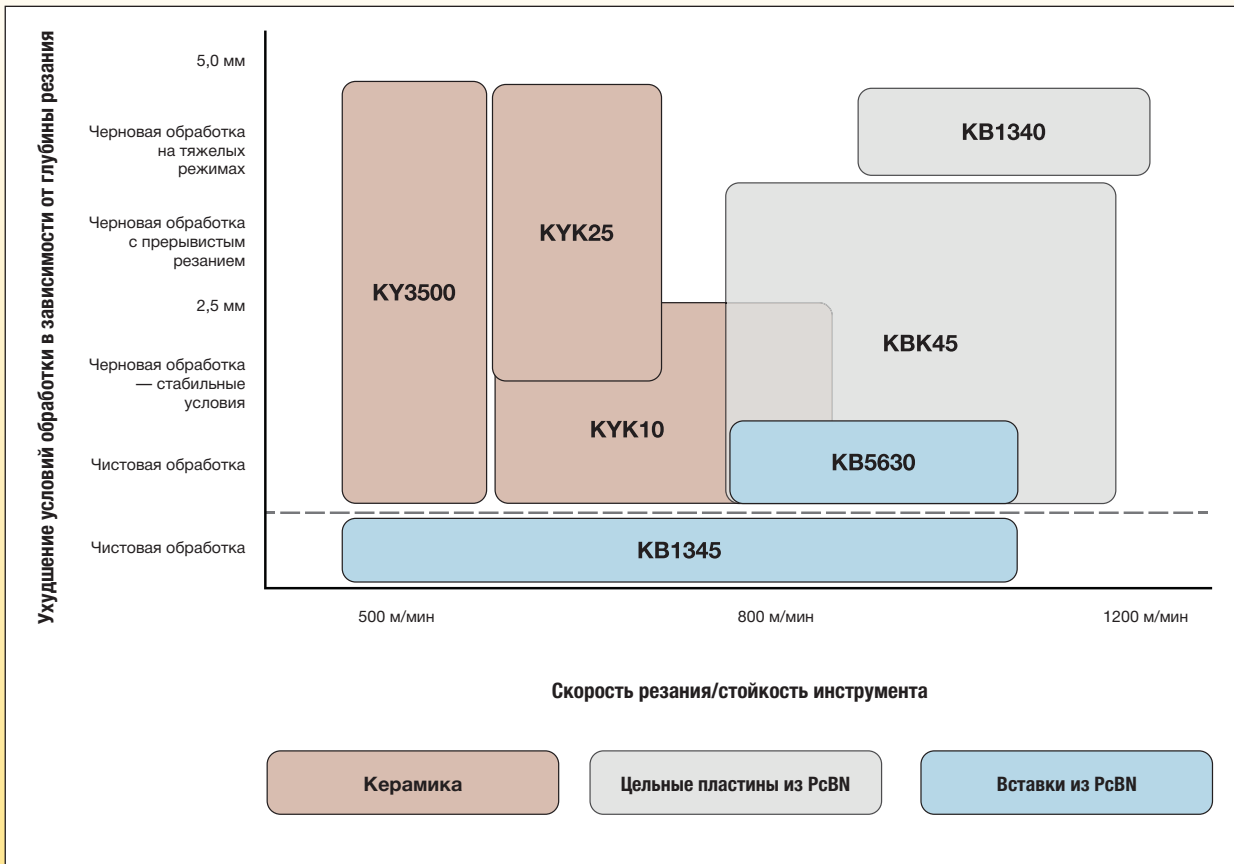 Ухудшение условий обработки в зависимости от глубины резания
5,0 мм
Черновая обработка
на тяжелых
режимах
Черновая обработка
с прерывистым
резанием
2,5 мм
Черновая обработка
— стабильные
условия
Чистовая обработка
Чистовая обработка
KY3500
KYK25
KYK10
KB1340
KBK45
KB5630
KB1345
500 м/мин
800 м/мин
1200 м/мин
Скорость резания/стойкость инструмента
Керамика
Цельные пластины из PcBN
Вставки из PcBN